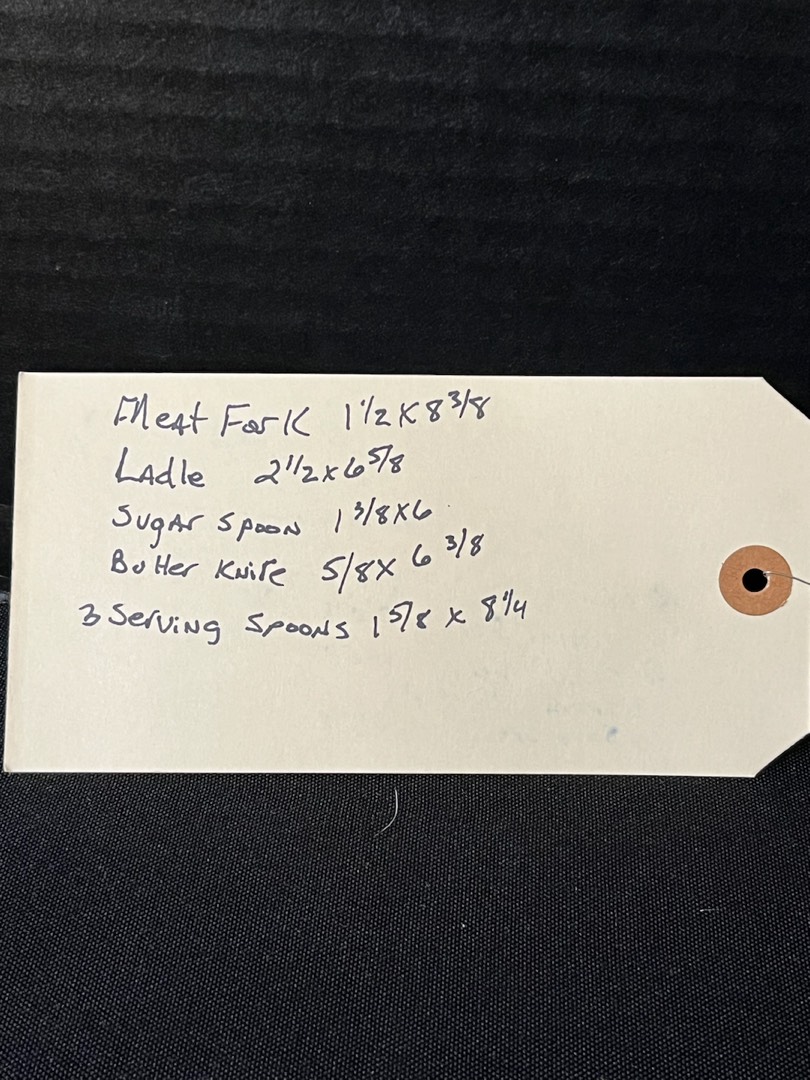 Meat Fork 1 1/2 x 8 3/8
Ladle 2 1/2 x 6 5/8
Sugar Spoon 1 3/8 x 6
Butter Knife 5/8 x 6 3/8
3 Serving Spoons 1 5/8 x 8 1/4